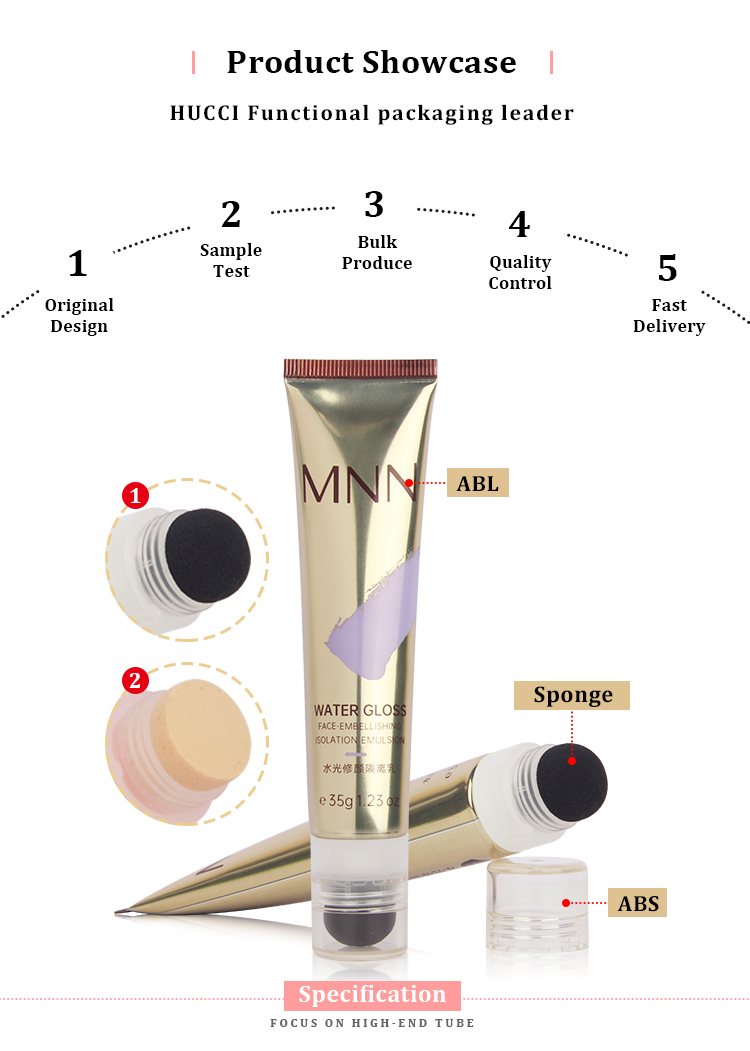 Product Showcase
HUCCI Functional packaging leader
1
Original
Design
2
Sample
Test
3
Bulk
Produce
4
Quality
Control
5
Fast
Delivery
MNN
ABL
1
2
WATER GLOSS
FACE-EMBELLISHING
ISOLATION EMULSION
水光修颜隔离乳
e 35g 1.23 oz
Sponge
ABS
Specification
FOCUS ON HIGH-END TUBE